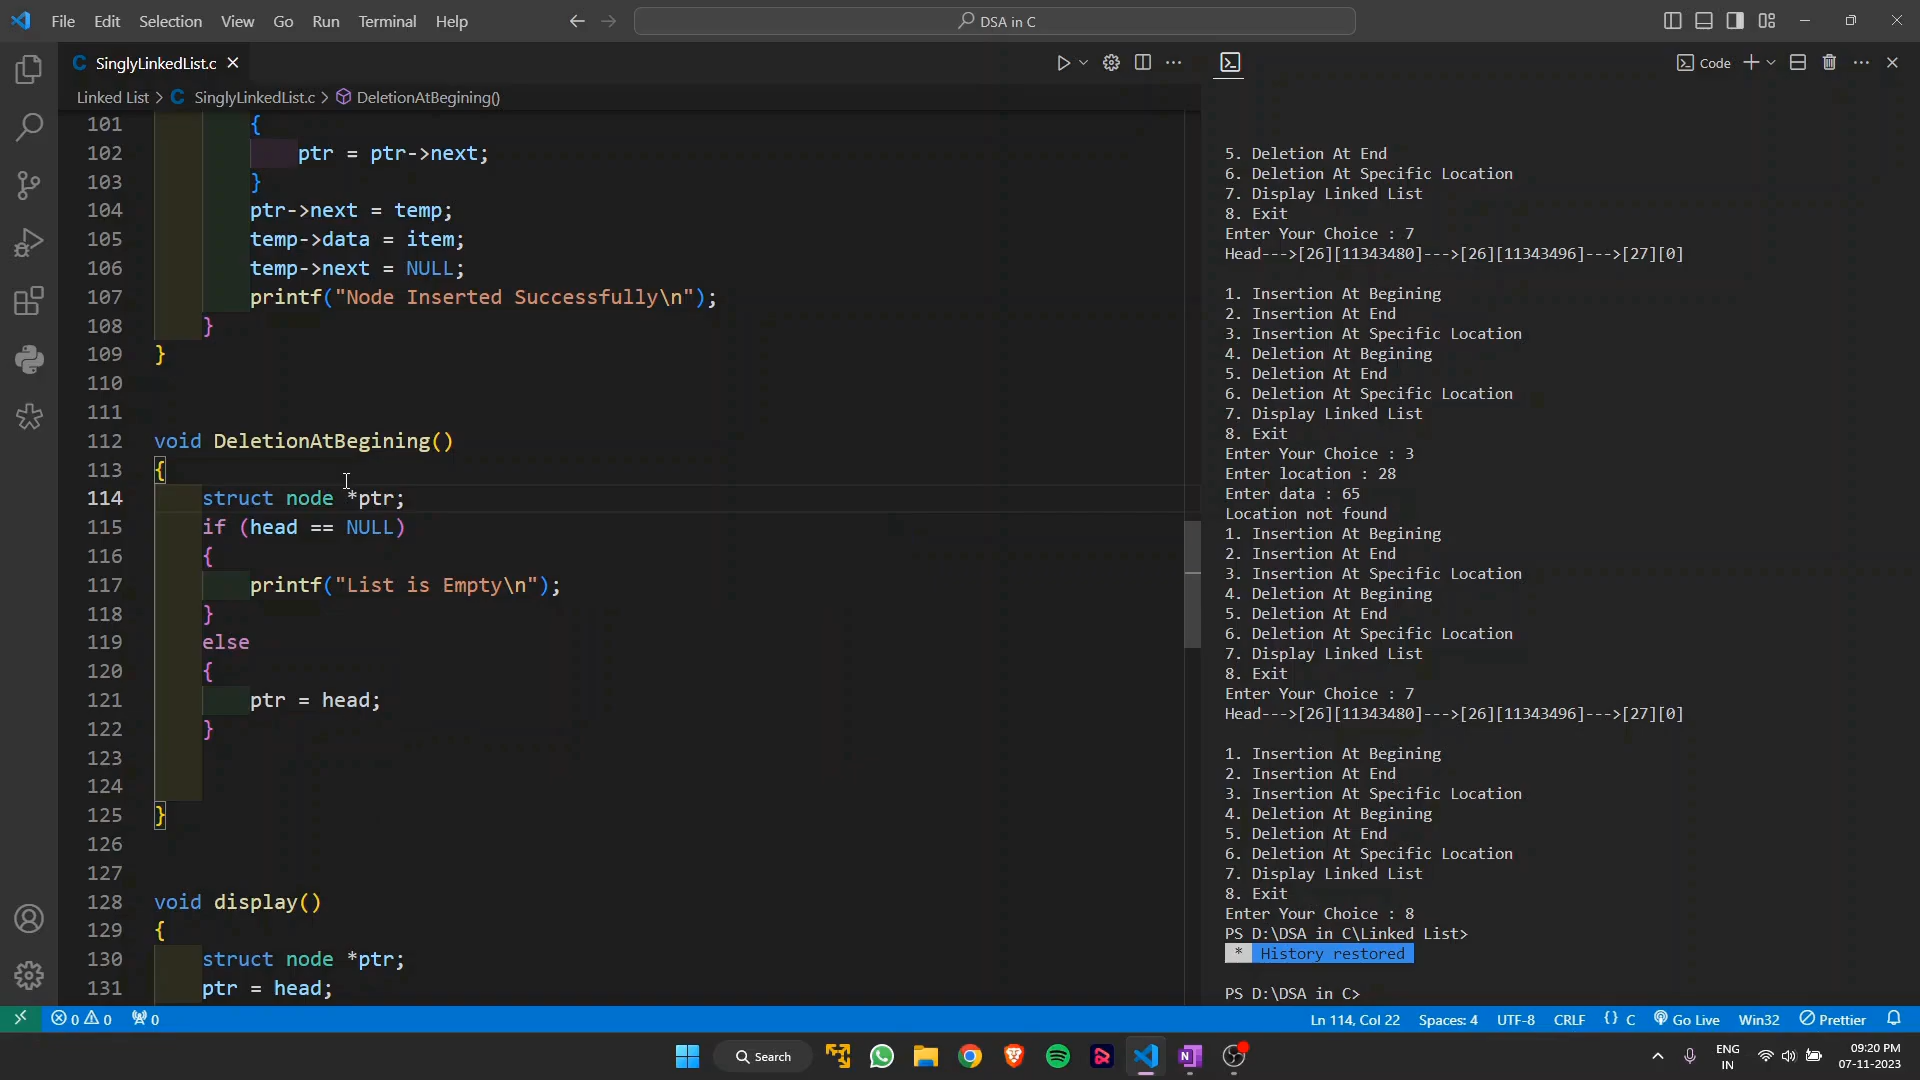 File Edit Selection View Go Run Terminal Help
DSA in C
C SinglyLinkedList.c
Code
Linked List > C SinglyLinkedList.c > DeletionAtBegining()
101 {
102 ptr = ptr->next;
103 }
104 ptr->next = temp;
105 temp->data = item;
106 temp->next = NULL;
107 printf("Node Inserted Successfully\n");
108 }
109 }
110
111
112 void DeletionAtBegining()
113 {
114 struct node *ptr;
115 if (head == NULL)
116 {
117 printf("List is Empty\n");
118 }
119 else
120 {
121 ptr = head;
122 }
123
124
125 }
126
127
128 void display()
129 {
130 struct node *ptr;
131 ptr = head;
5. Deletion At End
6. Deletion At Specific Location
7. Display Linked List
8. Exit
Enter Your Choice : 7
Head--->[26][11343480]--->[26][11343496]--->[27][0]
1. Insertion At Begining
2. Insertion At End
3. Insertion At Specific Location
4. Deletion At Begining
5. Deletion At End
6. Deletion At Specific Location
7. Display Linked List
8. Exit
Enter Your Choice : 3
Enter location : 28
Enter data : 65
Location not found
1. Insertion At Begining
2. Insertion At End
3. Insertion At Specific Location
4. Deletion At Begining
5. Deletion At End
6. Deletion At Specific Location
7. Display Linked List
8. Exit
Enter Your Choice : 7
Head--->[26][11343480]--->[26][11343496]--->[27][0]
1. Insertion At Begining
2. Insertion At End
3. Insertion At Specific Location
4. Deletion At Begining
5. Deletion At End
6. Deletion At Specific Location
7. Display Linked List
8. Exit
Enter Your Choice : 8
PS D:\DSA in C\Linked List>
* History restored
PS D:\DSA in C>
0 0 0
Ln 114, Col 22 Spaces: 4 UTF-8 CRLF {} C Go Live Win32 Prettier
Search
ENG
IN
09:20 PM
07-11-2023